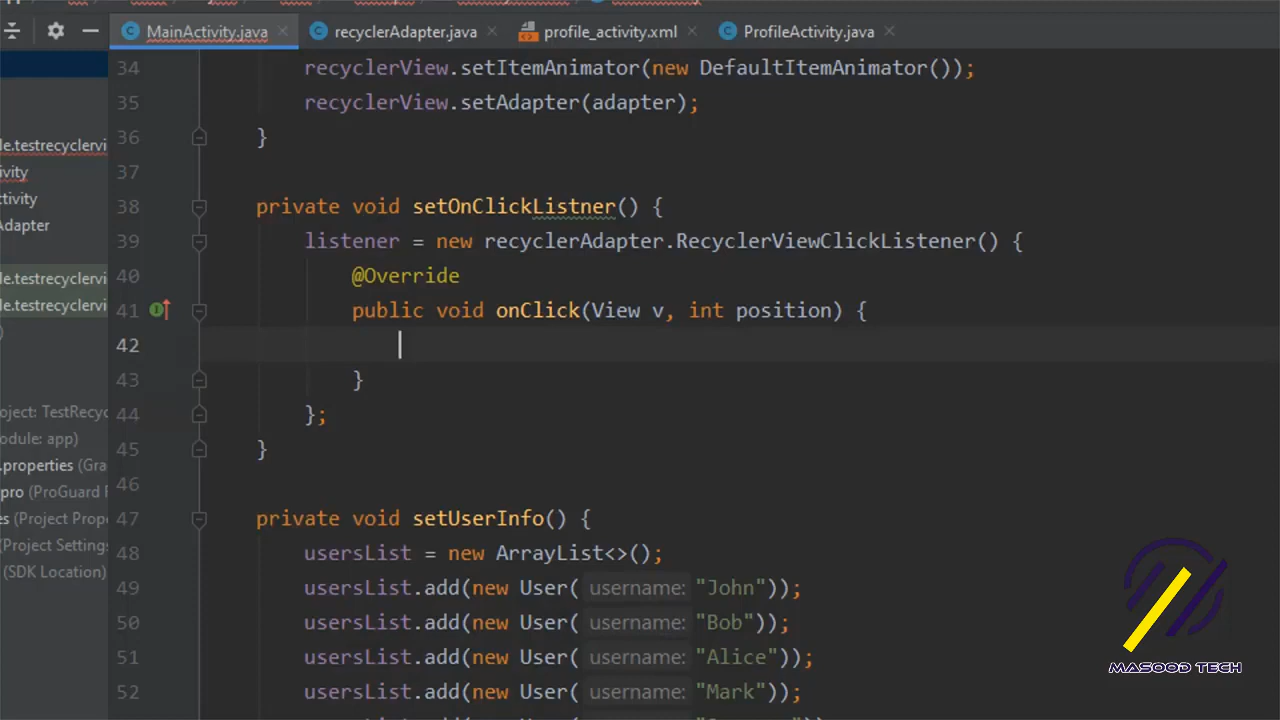 MainActivity.java recyclerAdapter.java profile_activity.xml ProfileActivity.java
34 recyclerView.setItemAnimator(new DefaultItemAnimator());
35 recyclerView.setAdapter(adapter);
36 }
37
38 private void setOnClickListner() {
39 listener = new recyclerAdapter.RecyclerViewClickListener() {
40 @Override
41 public void onClick(View v, int position) {
42
43 }
44 };
45 }
46
47 private void setUserInfo() {
48 usersList = new ArrayList<>();
49 usersList.add(new User( username: "John"));
50 usersList.add(new User( username: "Bob"));
51 usersList.add(new User( username: "Alice"));
52 usersList.add(new User( username: "Mark"));
le.testrecyclervi
ivity
ctivity
Adapter
le.testrecyclervi
le.testrecyclervi
)
oject: TestRecyc
odule: app)
.properties (Gra
pro (ProGuard R
es (Project Prop
(Project Setting
(SDK Location)
MASOOD TECH